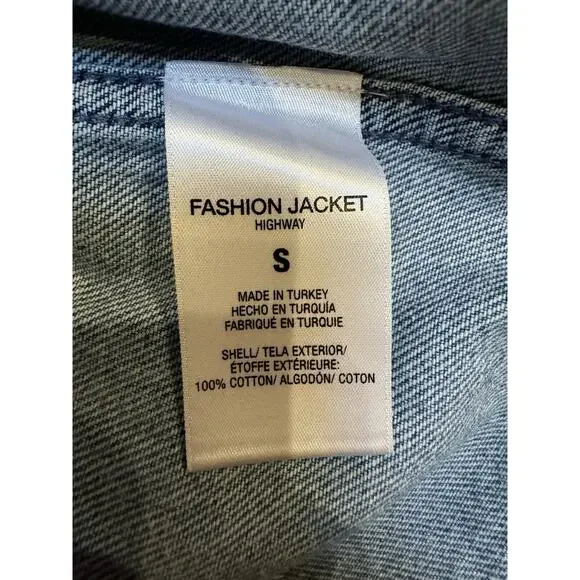 FASHION JACKET
HIGHWAY
S
MADE IN TURKEY
HECHO EN TURQUÍA
FABRIQUÉ EN TURQUIE
SHELL/ TELA EXTERIOR/
ÉTOFFE EXTÉRIEURE:
100% COTTON/ ALGODÓN/ COTON